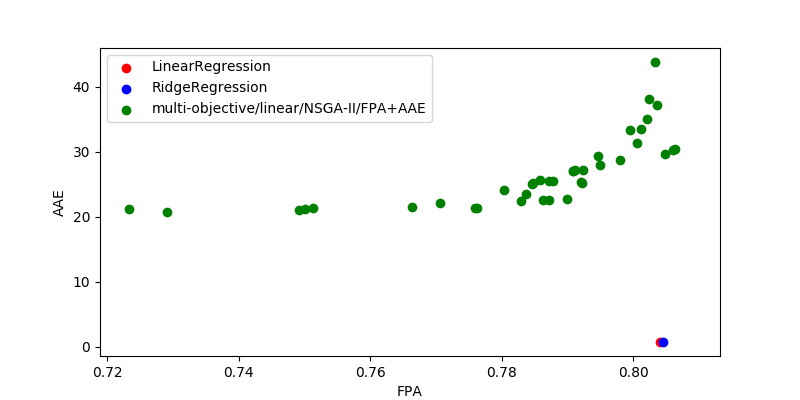 LinearRegression
RidgeRegression
multi-objective/linear/NSGA-II/FPA+AAE
40
30
20
10
0
AAE
0.72 0.74 0.76 0.78 0.80
FPA